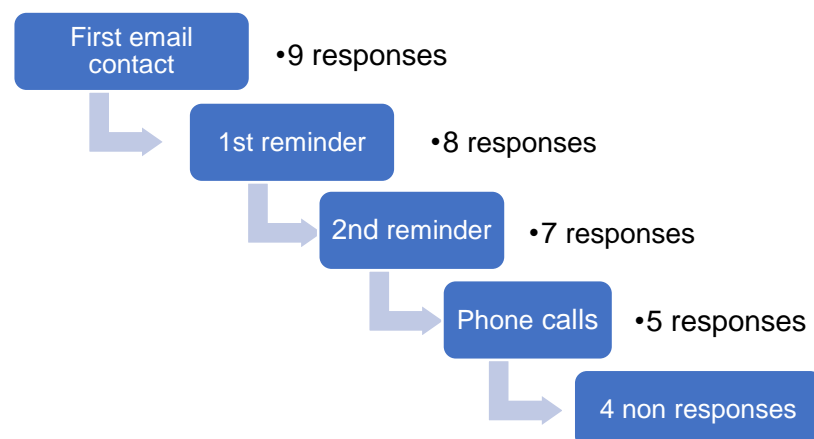 First email
contact
•9 responses
1st reminder
•8 responses
2nd reminder
•7 responses
Phone calls
•5 responses
4 non responses